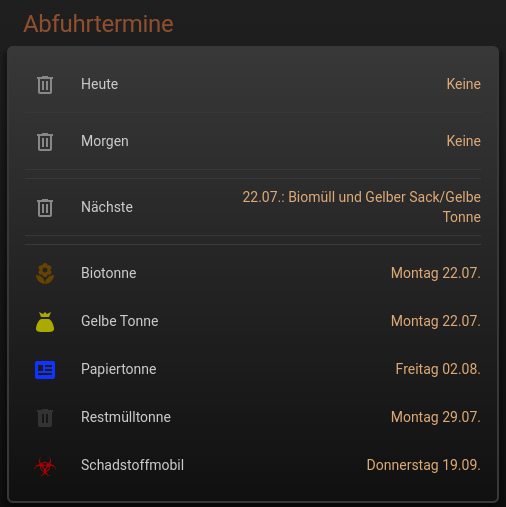 Abfuhrtermine
Heute Keine
Morgen Keine
Nächste 22.07.: Biomüll und Gelber Sack/Gelbe
Tonne
Biotonne Montag 22.07.
Gelbe Tonne Montag 22.07.
Papiertonne Freitag 02.08.
Restmülltonne Montag 29.07.
Schadstoffmobil Donnerstag 19.09.